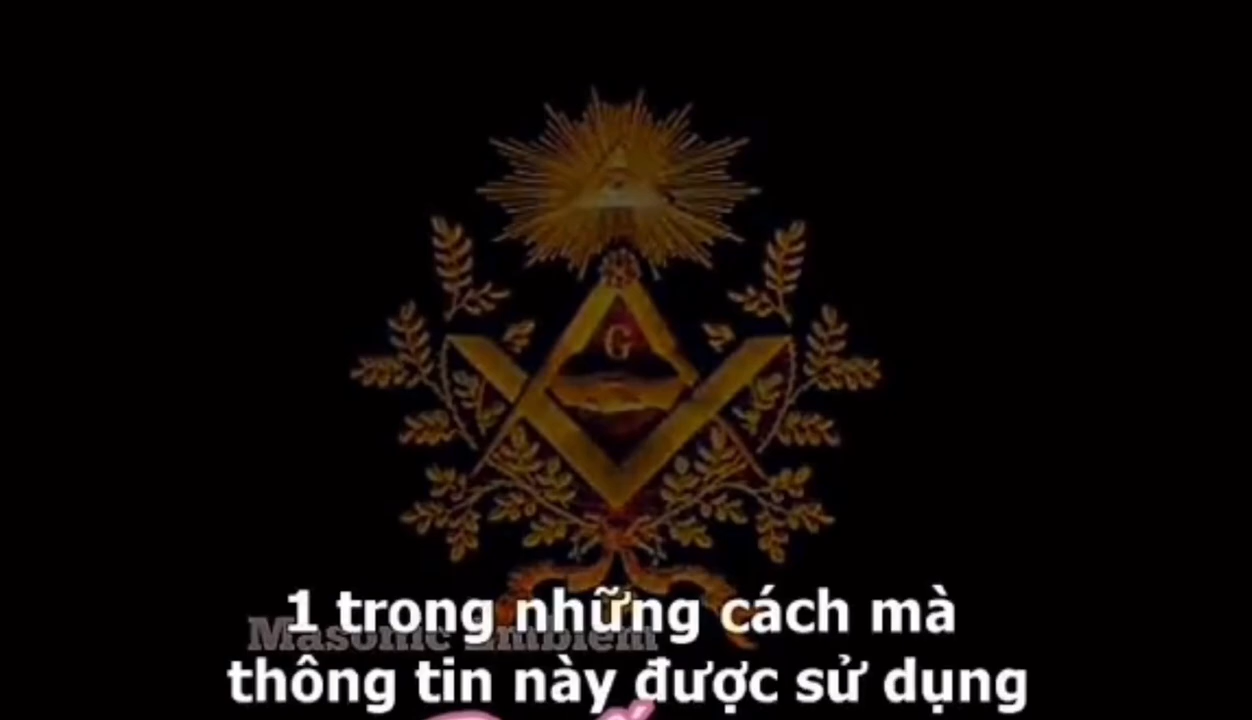 G
1 trong những cách mà
Masonic Emblem
thông tin này được sử dụng